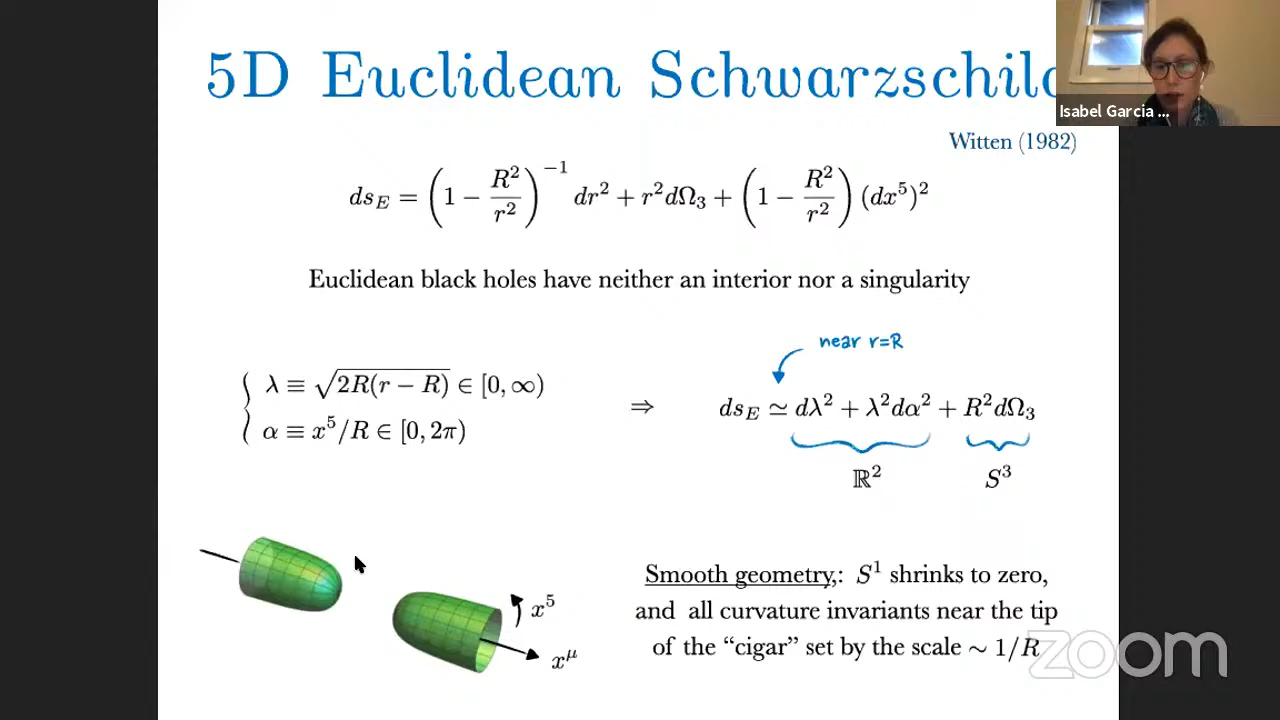 5D Euclidean Schwarzschil
Isabel Garcia ...
Witten (1982)
ds_E = (1 − R²/r²)⁻¹ dr² + r²dΩ₃ + (1 − R²/r²) (dx⁵)²
Euclidean black holes have neither an interior nor a singularity
near r=R
{ λ ≡ √(2R(r − R)) ∈ [0, ∞)
α ≡ x⁵/R ∈ [0, 2π)
⇒ ds_E ≃ dλ² + λ²dα² + R²dΩ₃
ℝ² S³
x⁵
x^μ
Smooth geometry,: S¹ shrinks to zero,
and all curvature invariants near the tip
of the “cigar” set by the scale ∼ 1/R
zoom